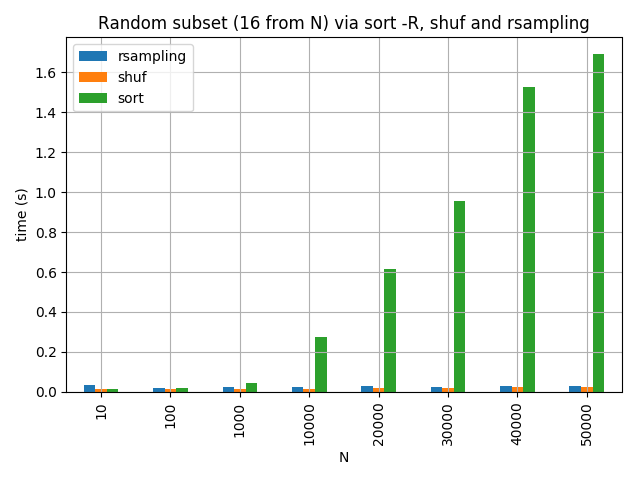 Random subset (16 from N) via sort -R, shuf and rsampling
rsampling
shuf
sort
1.6
1.4
1.2
1.0
0.8
0.6
0.4
0.2
0.0
time (s)
10
100
1000
10000
20000
30000
40000
50000
N